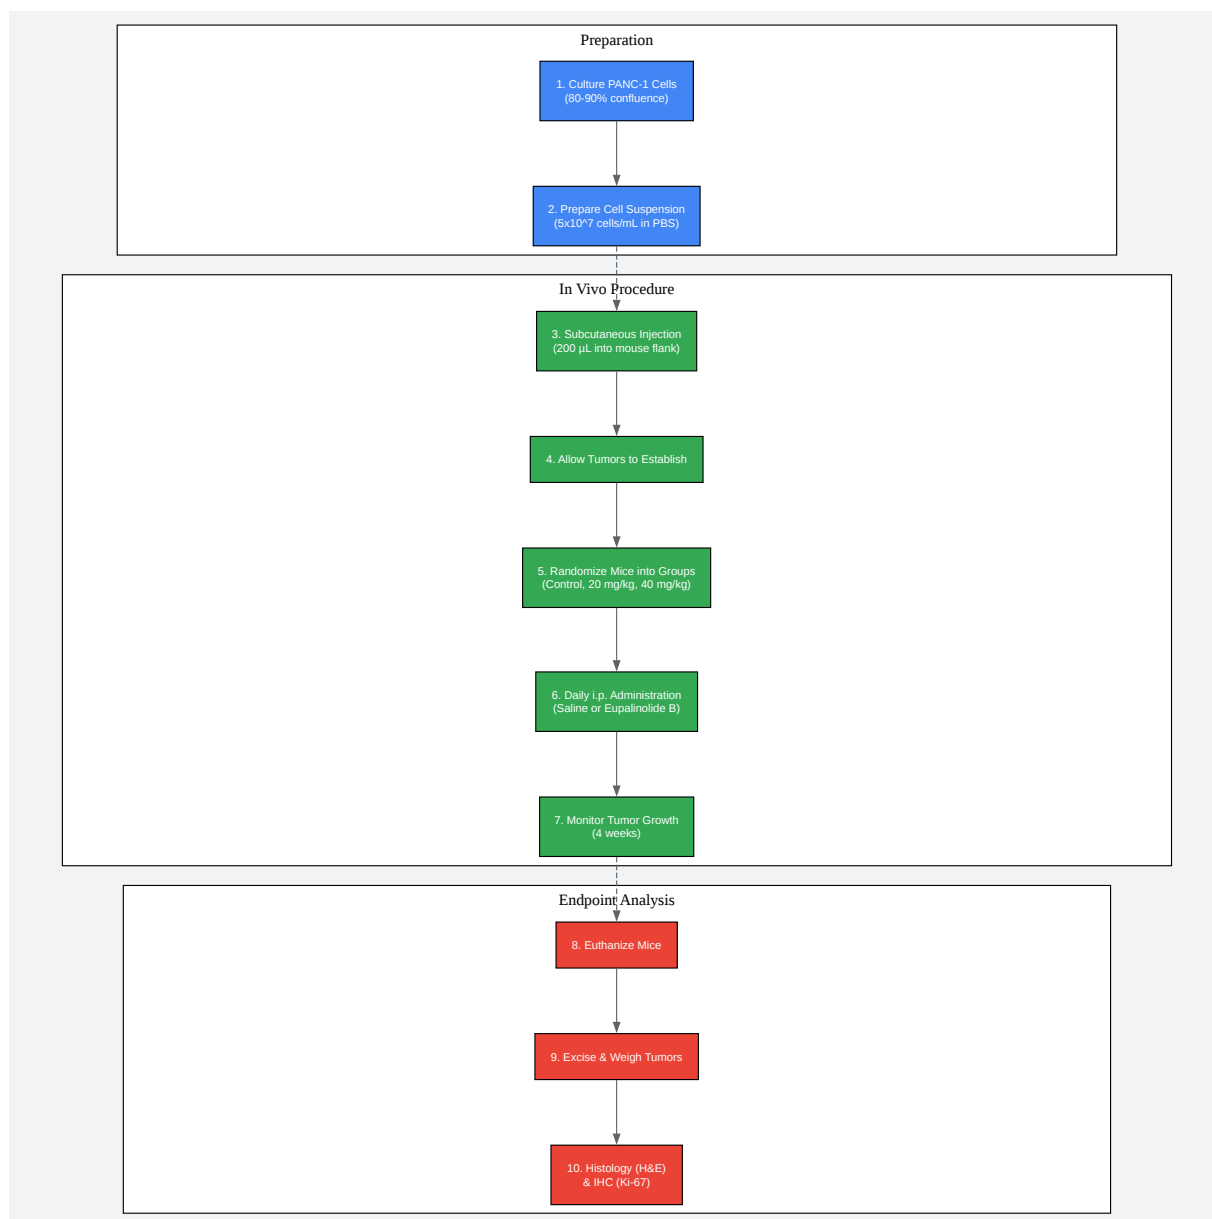 Preparation
1. Culture PANC-1 Cells
(80-90% confluence)
2. Prepare Cell Suspension
(5x10^7 cells/mL in PBS)
In Vivo Procedure
3. Subcutaneous Injection
(200 µL into mouse flank)
4. Allow Tumors to Establish
5. Randomize Mice into Groups
(Control, 20 mg/kg, 40 mg/kg)
6. Daily i.p. Administration
(Saline or Eupalinolide B)
7. Monitor Tumor Growth
(4 weeks)
Endpoint Analysis
8. Euthanize Mice
9. Excise & Weigh Tumors
10. Histology (H&E)
& IHC (Ki-67)